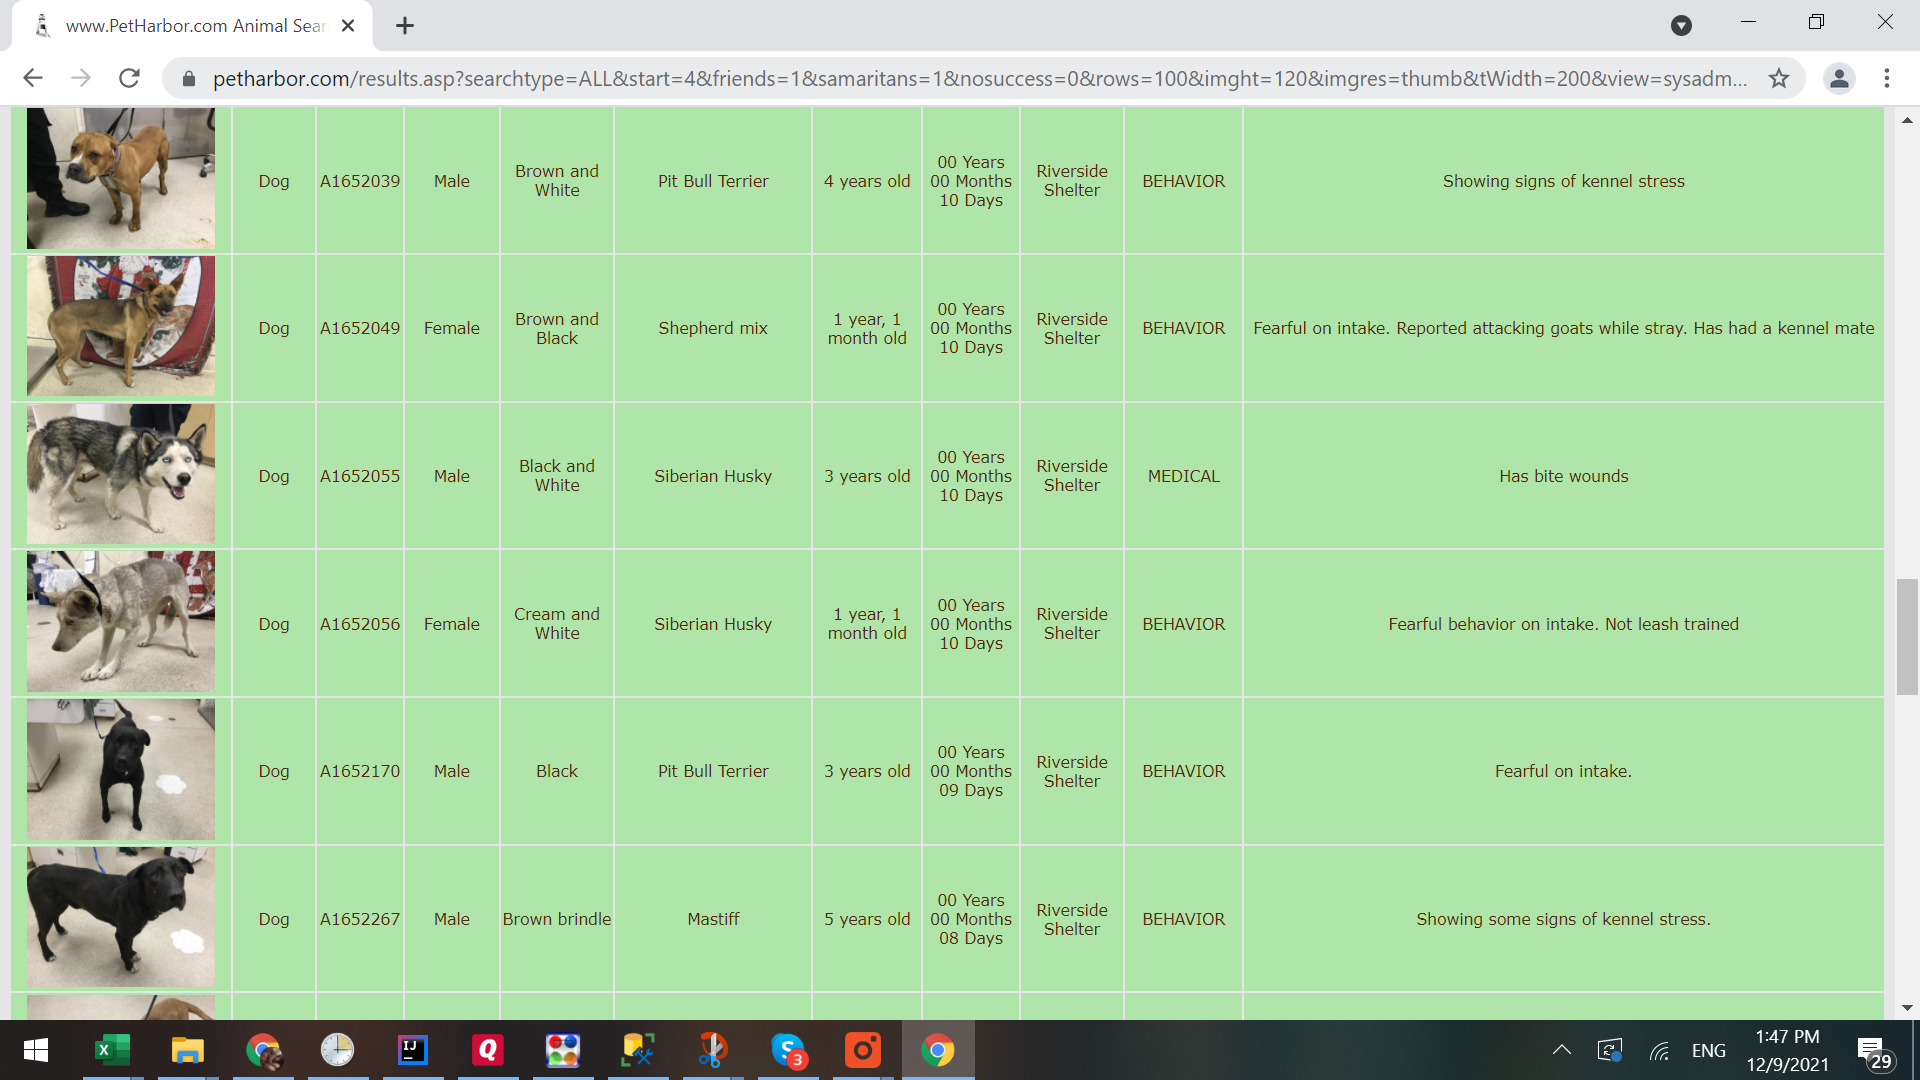 www.PetHarbor.com Animal Sear
petharbor.com/results.asp?searchtype=ALL&start=4&friends=1&samaritans=1&nosuccess=0&rows=100&imght=120&imgres=thumb&tWidth=200&view=sysadm...
Dog
A1652039
Male
Brown and
White
Pit Bull Terrier
4 years old
00 Years
00 Months
10 Days
Riverside
Shelter
BEHAVIOR
Showing signs of kennel stress
Dog
A1652049
Female
Brown and
Black
Shepherd mix
1 year, 1
month old
00 Years
00 Months
10 Days
Riverside
Shelter
BEHAVIOR
Fearful on intake. Reported attacking goats while stray. Has had a kennel mate
Dog
A1652055
Male
Black and
White
Siberian Husky
3 years old
00 Years
00 Months
10 Days
Riverside
Shelter
MEDICAL
Has bite wounds
Dog
A1652056
Female
Cream and
White
Siberian Husky
1 year, 1
month old
00 Years
00 Months
10 Days
Riverside
Shelter
BEHAVIOR
Fearful behavior on intake. Not leash trained
Dog
A1652170
Male
Black
Pit Bull Terrier
3 years old
00 Years
00 Months
09 Days
Riverside
Shelter
BEHAVIOR
Fearful on intake.
Dog
A1652267
Male
Brown brindle
Mastiff
5 years old
00 Years
00 Months
08 Days
Riverside
Shelter
BEHAVIOR
Showing some signs of kennel stress.
X
IJ
Q
S
3
ENG
1:47 PM
12/9/2021
29